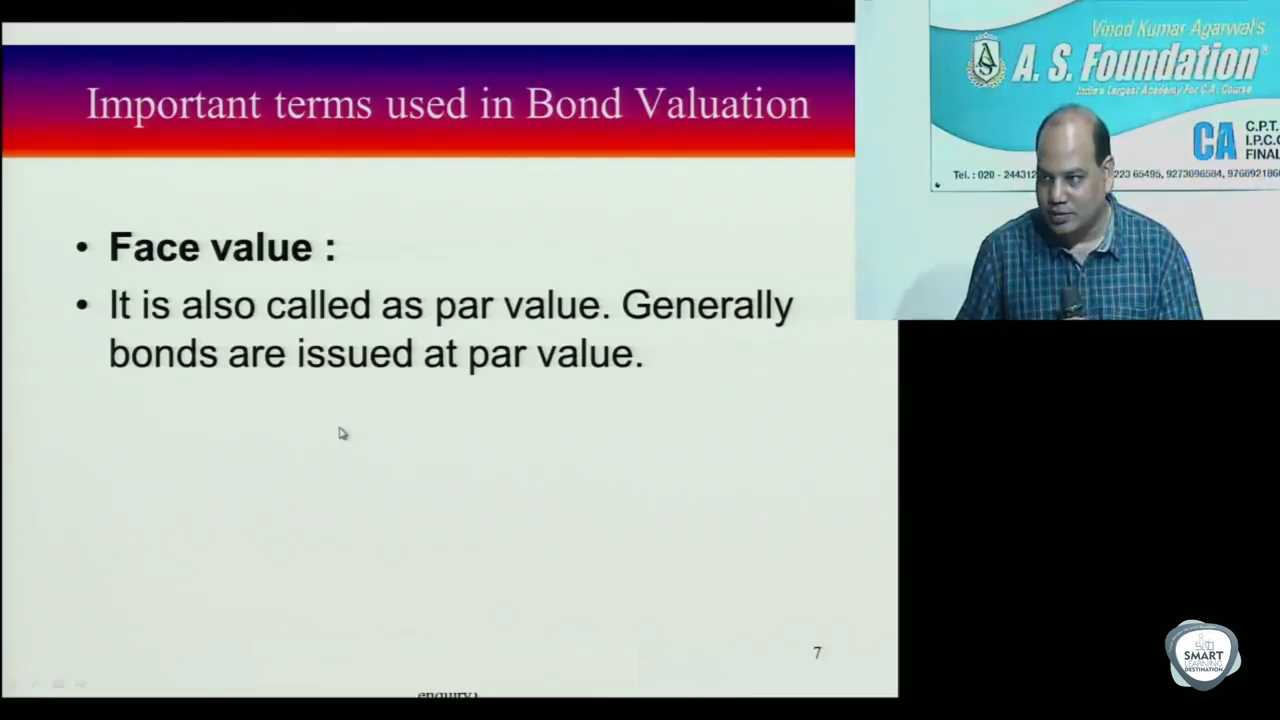 Important terms used in Bond Valuation
• Face value :
• It is also called as par value. Generally
bonds are issued at par value.
7
enquiry)
Vinod Kumar Agarwal's
A. S. Foundation®
India's Largest Academy For C.A. Course
CA
C.P.T.
I.P.C.C
FINAL
Tel. : 020 - 244312
223 65495, 9273096584, 9766921860
SMART
LEARNING
DESTINATION